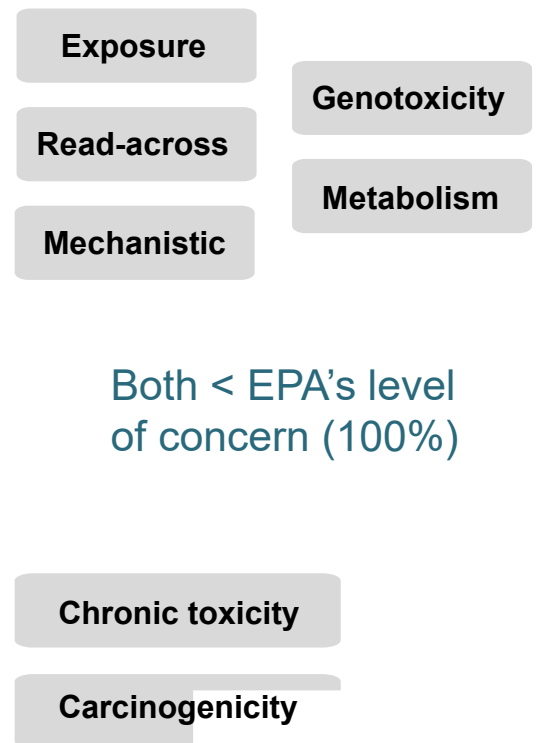 Exposure
Genotoxicity
Read-across
Metabolism
Mechanistic
Both < EPA’s level
of concern (100%)
Chronic toxicity
Carcinogenicity